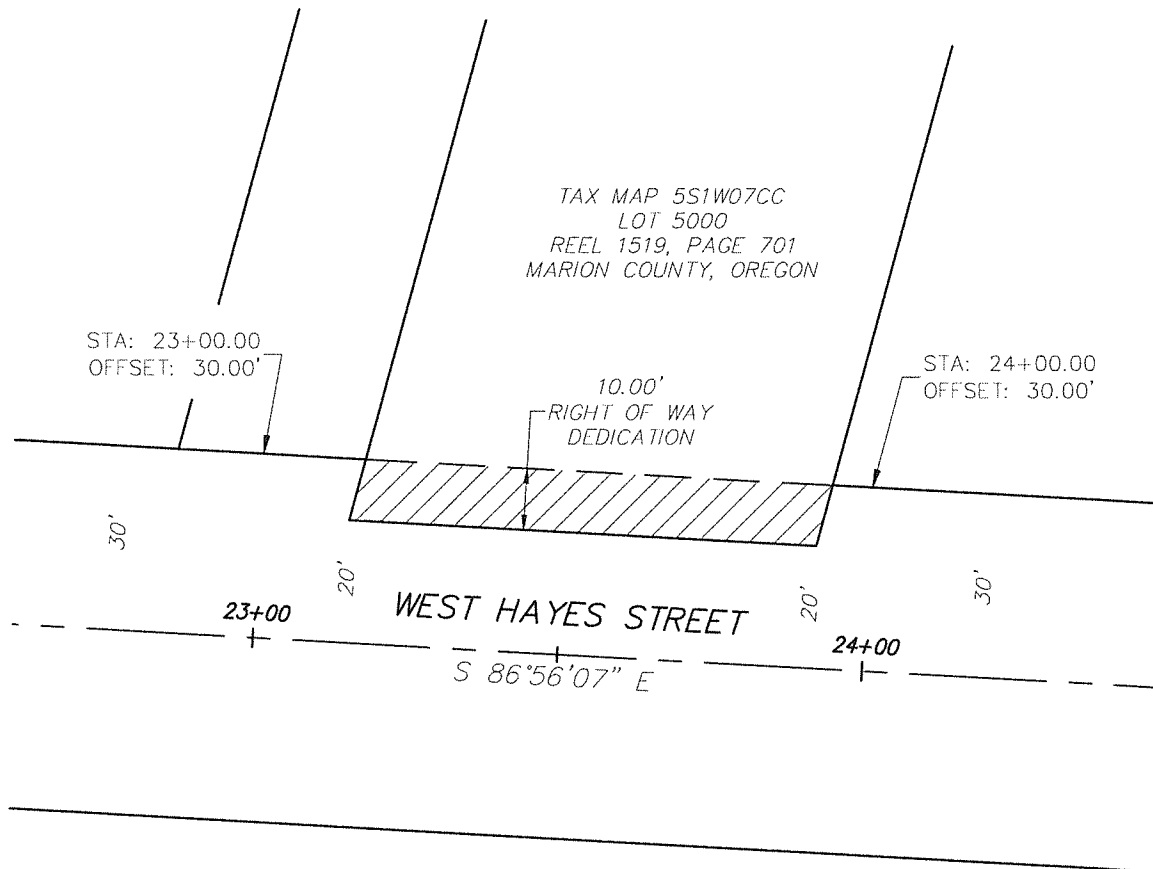 TAX MAP 5S1W07CC
LOT 5000
REEL 1519, PAGE 701
MARION COUNTY, OREGON
STA: 23+00.00
OFFSET: 30.00'
STA: 24+00.00
OFFSET: 30.00'
10.00'
RIGHT OF WAY
DEDICATION
30'
20'
20'
30'
WEST HAYES STREET
23+00
24+00
S 86°56'07" E